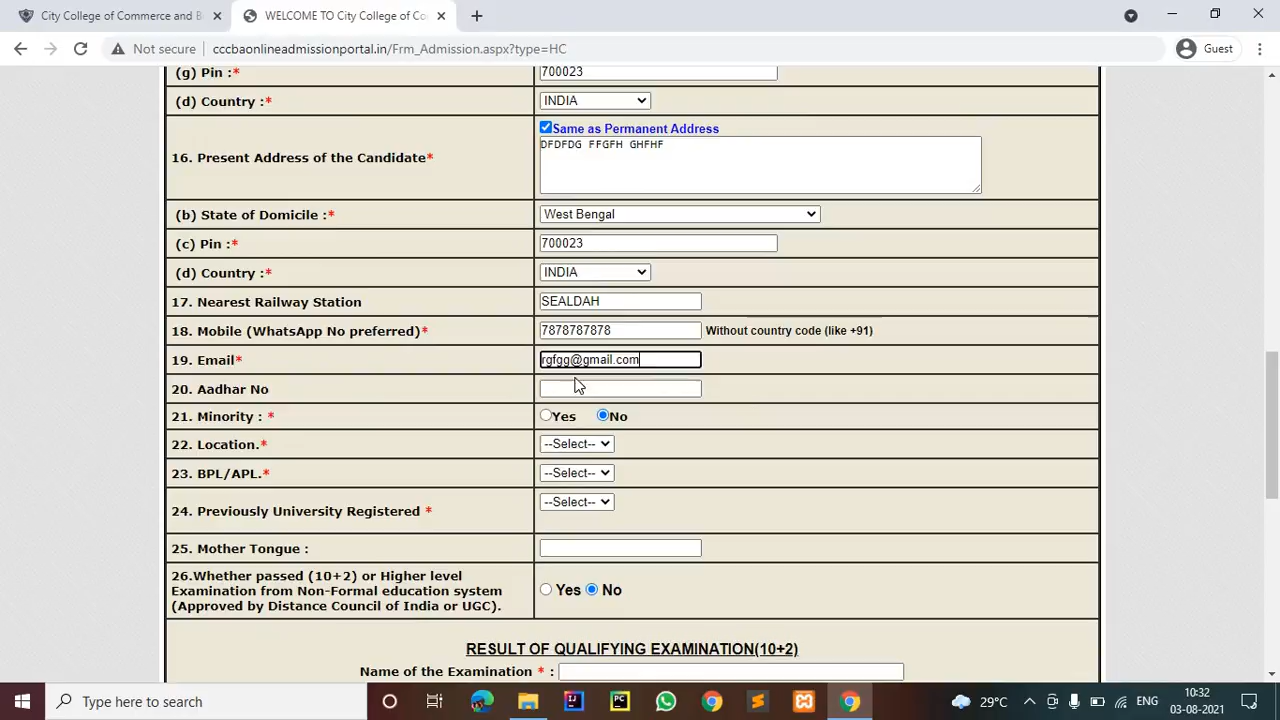 City College of Commerce and B
WELCOME TO City College of Co
Not secure
cccbaonlineadmissionportal.in/Frm_Admission.aspx?type=HC
Guest
(g) Pin :*
700023
(d) Country :*
INDIA
Same as Permanent Address
16. Present Address of the Candidate*
DFDFDG FFGFH GHFHF
(b) State of Domicile :*
West Bengal
(c) Pin :*
700023
(d) Country :*
INDIA
17. Nearest Railway Station
SEALDAH
18. Mobile (WhatsApp No preferred)*
7878787878
Without country code (like +91)
19. Email*
rgfgg@gmail.com
20. Aadhar No
21. Minority : *
Yes
No
22. Location.*
--Select--
23. BPL/APL.*
--Select--
24. Previously University Registered *
--Select--
25. Mother Tongue :
26.Whether passed (10+2) or Higher level
Examination from Non-Formal education system
(Approved by Distance Council of India or UGC).
Yes
No
RESULT OF QUALIFYING EXAMINATION(10+2)
Name of the Examination * :
Type here to search
29°C
ENG
10:32
03-08-2021